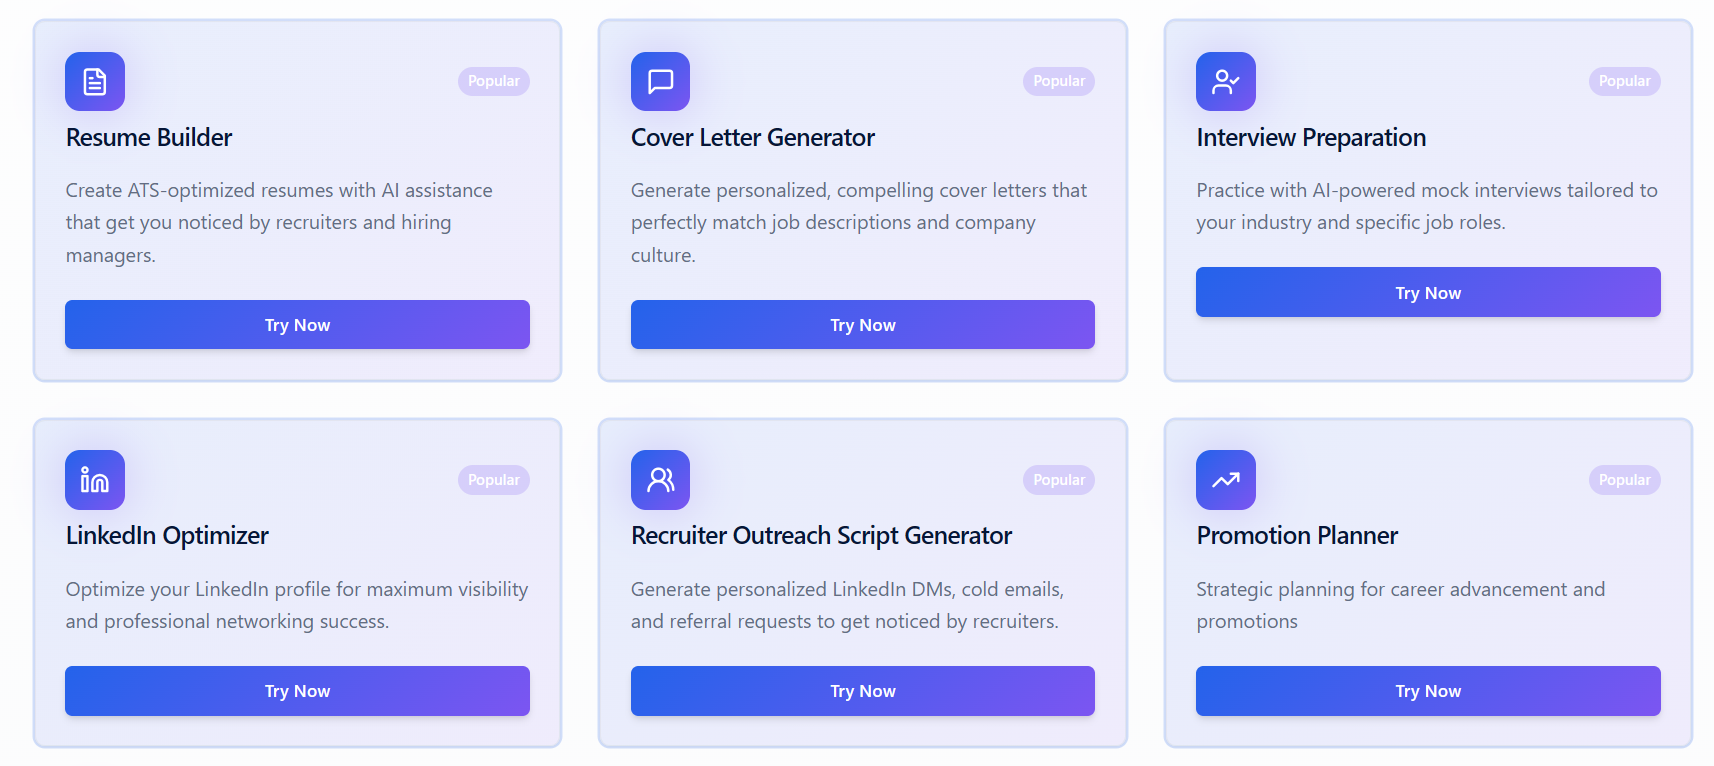 Popular
Resume Builder
Create ATS-optimized resumes with AI assistance
that get you noticed by recruiters and hiring
managers.
Try Now
Popular
Cover Letter Generator
Generate personalized, compelling cover letters that
perfectly match job descriptions and company
culture.
Try Now
Popular
Interview Preparation
Practice with AI-powered mock interviews tailored to
your industry and specific job roles.
Try Now
in
Popular
LinkedIn Optimizer
Optimize your LinkedIn profile for maximum visibility
and professional networking success.
Try Now
Popular
Recruiter Outreach Script Generator
Generate personalized LinkedIn DMs, cold emails,
and referral requests to get noticed by recruiters.
Try Now
Popular
Promotion Planner
Strategic planning for career advancement and
promotions
Try Now